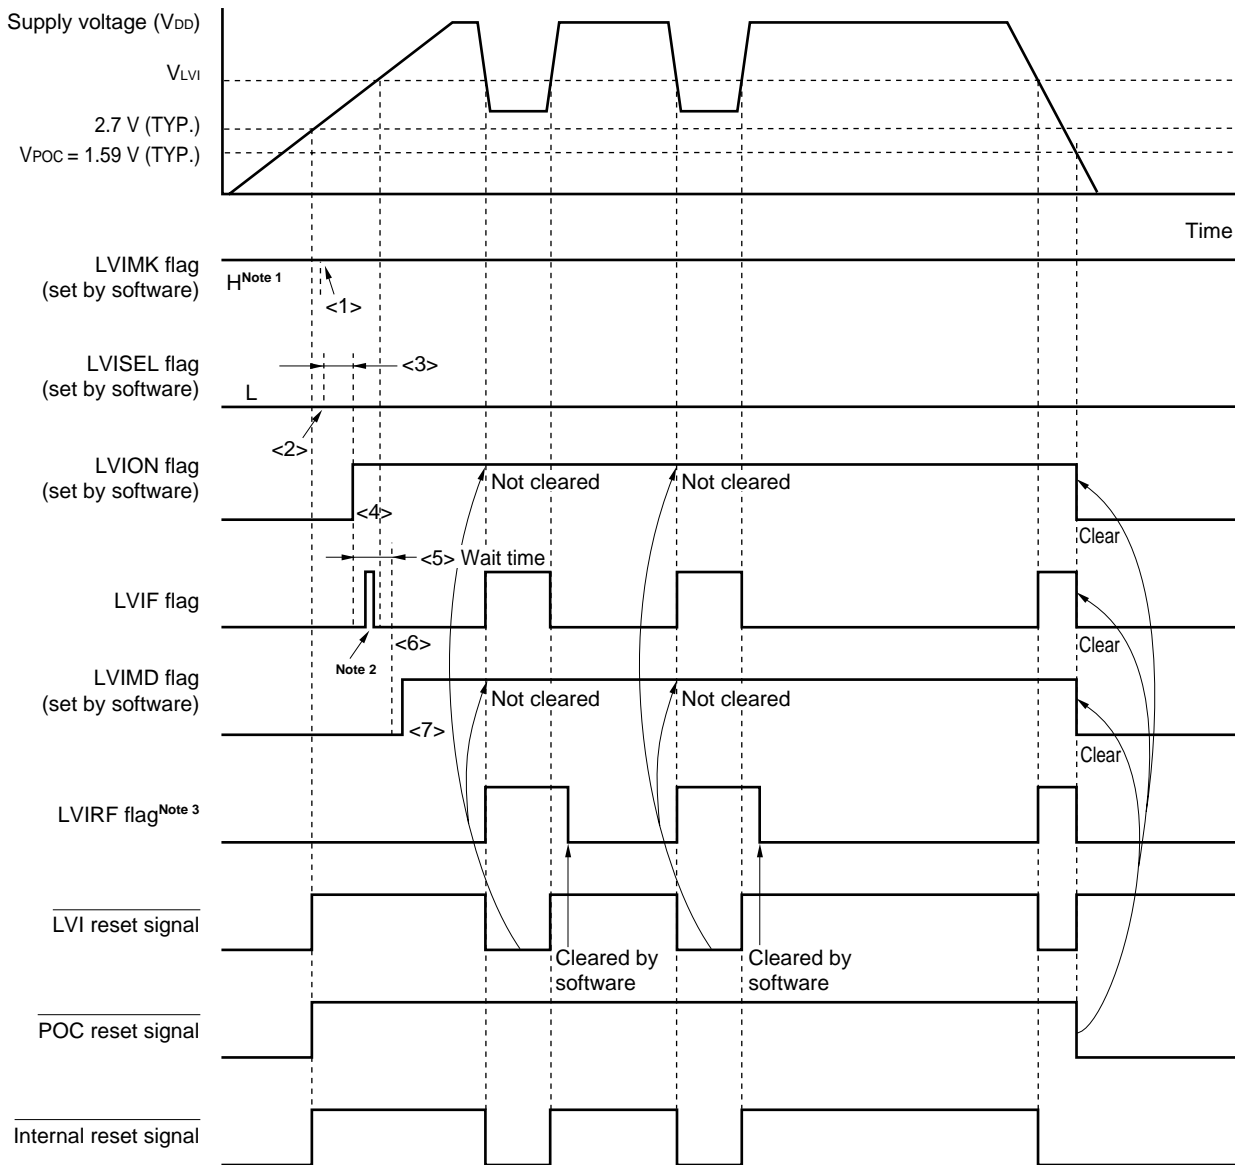 Supply voltage (VDD)
VLVI
2.7 V (TYP.)
VPOC = 1.59 V (TYP.)
Time
LVIMK flag
(set by software)
HNote 1
<1>
LVISEL flag
(set by software)
L
<3>
<2>
LVION flag
(set by software)
Not cleared
Not cleared
<4>
Clear
<5> Wait time
LVIF flag
<6>
Note 2
Clear
LVIMD flag
(set by software)
Not cleared
Not cleared
<7>
Clear
LVIRF flagNote 3
LVI reset signal
Cleared by
software
Cleared by
software
POC reset signal
Internal reset signal